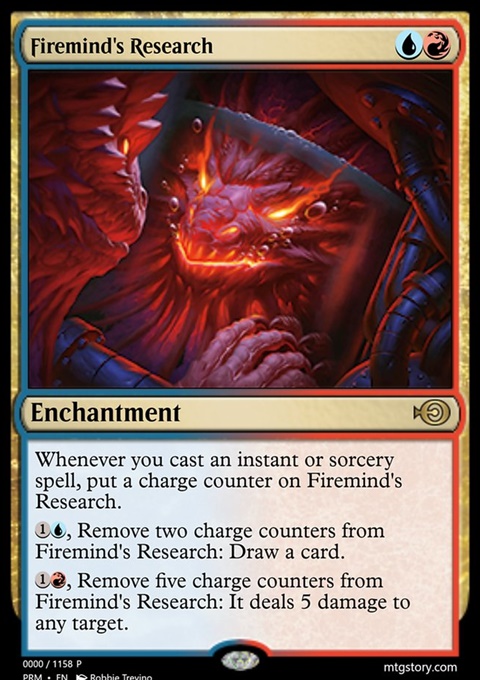 Firemind's Research
Enchantment
Whenever you cast an instant or sorcery
spell, put a charge counter on Firemind's
Research.
1, Remove two charge counters from
Firemind's Research: Draw a card.
1, Remove five charge counters from
Firemind's Research: It deals 5 damage to
any target.
0000 / 1158 P
PRM • EN Robbie Trevino
mtgstory.com